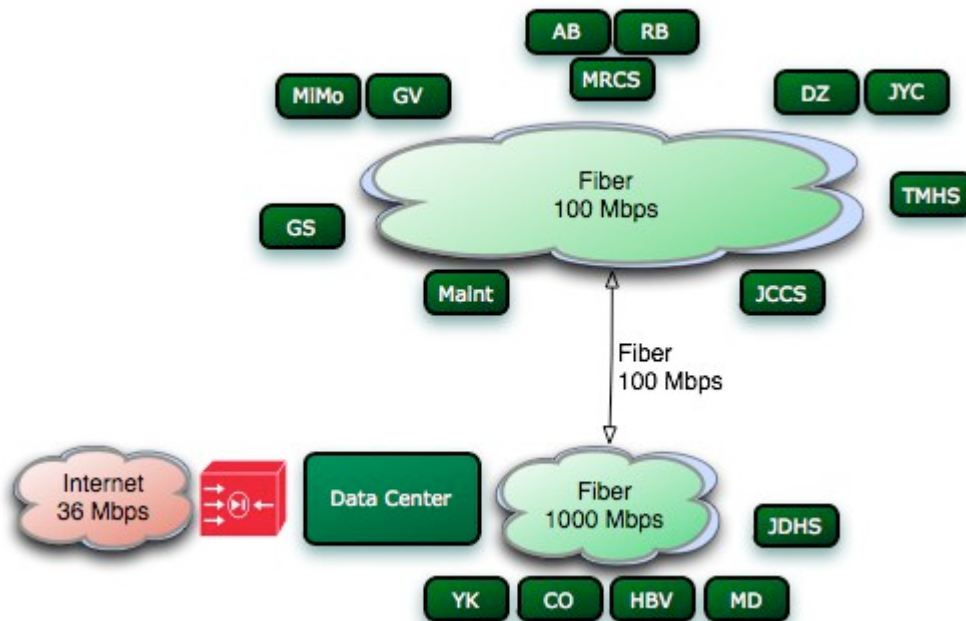 AB
RB
MRCS
MiMo
GV
DZ
JYC
Fiber
100 Mbps
TMHS
GS
Maint
JCCS
Fiber
100 Mbps
Internet
36 Mbps
Data Center
Fiber
1000 Mbps
JDHS
YK
CO
HBV
MD